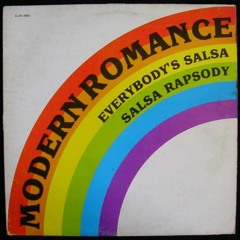 MODERN ROMANCE
EVERYBODY'S SALSA
SALSA RAPSODY